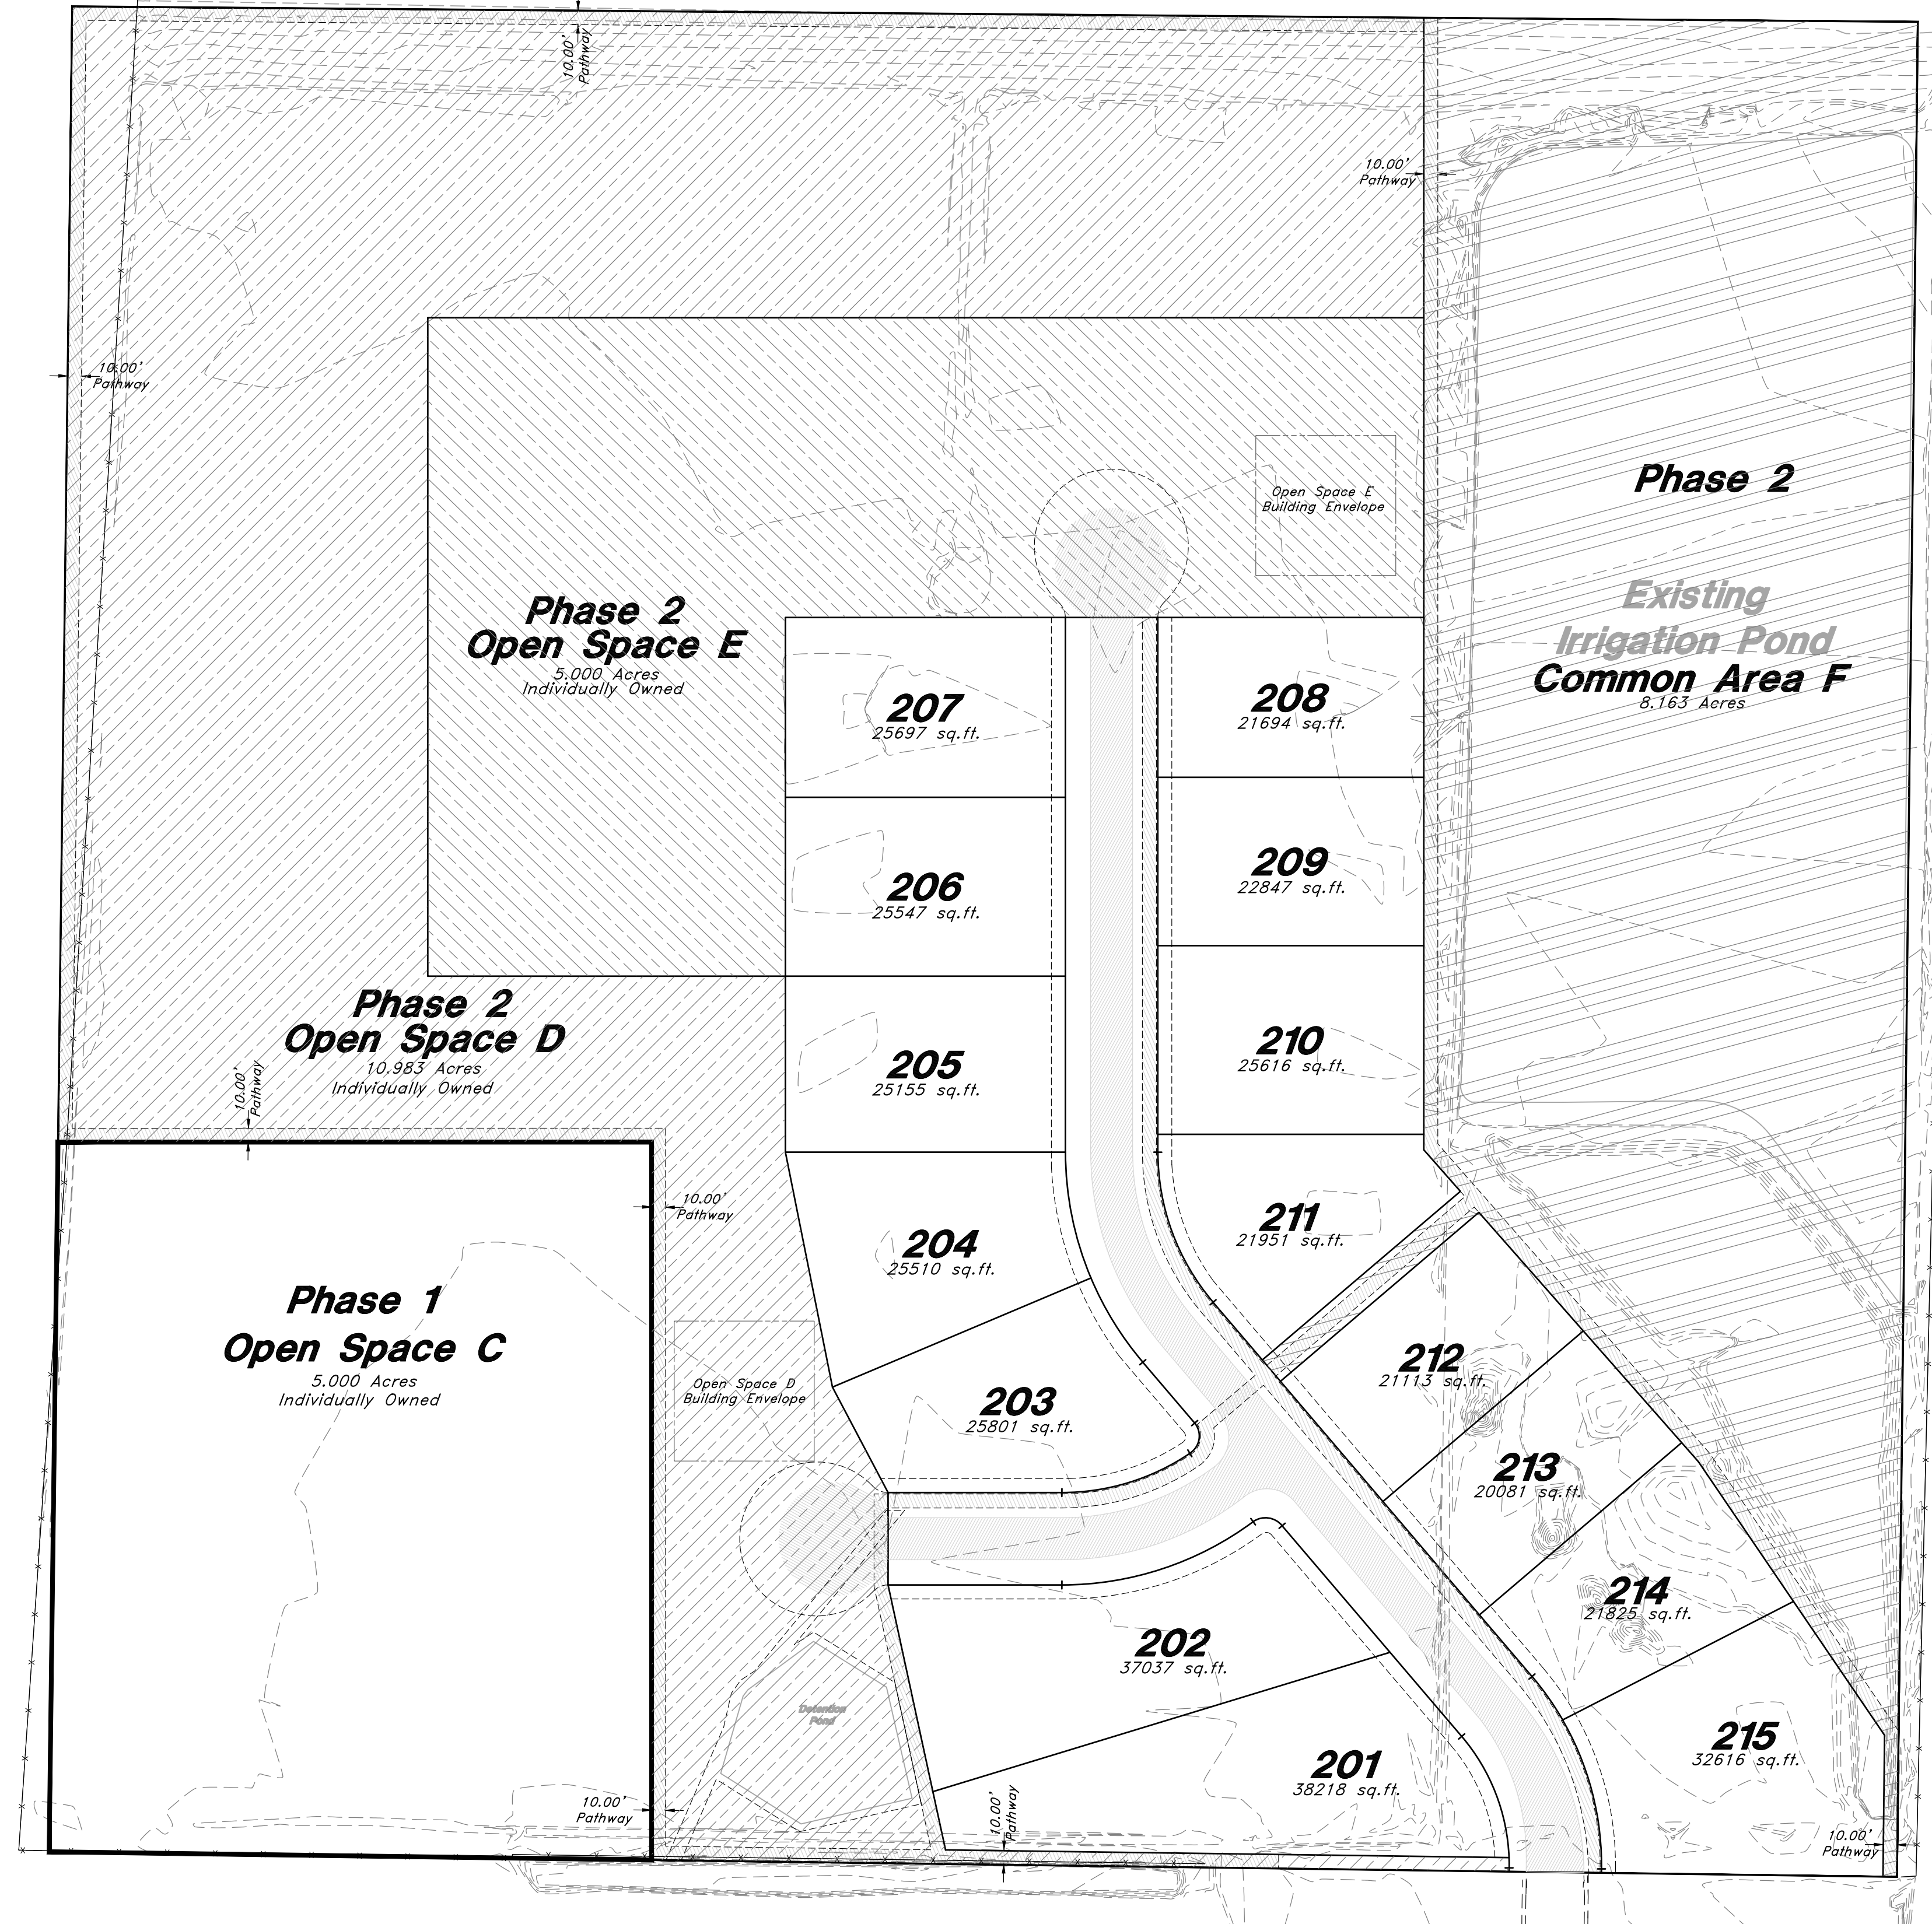 10.00'
Pathway
10.00'
Pathway
10.00'
Pathway
Open Space E
Building Envelope
Phase 2
Existing
Irrigation Pond
Common Area F
8.163 Acres
Phase 2
Open Space E
5.000 Acres
Individually Owned
207
25697 sq.ft.
208
21694 sq.ft.
206
25547 sq.ft.
209
22847 sq.ft.
Phase 2
Open Space D
10.983 Acres
Individually Owned
205
25155 sq.ft.
210
25616 sq.ft.
10.00'
Pathway
10.00'
Pathway
204
25510 sq.ft.
211
21951 sq.ft.
Phase 1
Open Space C
5.000 Acres
Individually Owned
Open Space D
Building Envelope
203
25801 sq.ft.
212
21113 sq.ft.
213
20081 sq.ft.
214
21825 sq.ft.
202
37037 sq.ft.
Detention
Pond
201
38218 sq.ft.
215
32616 sq.ft.
10.00'
Pathway
10.00'
Pathway
10.00'
Pathway